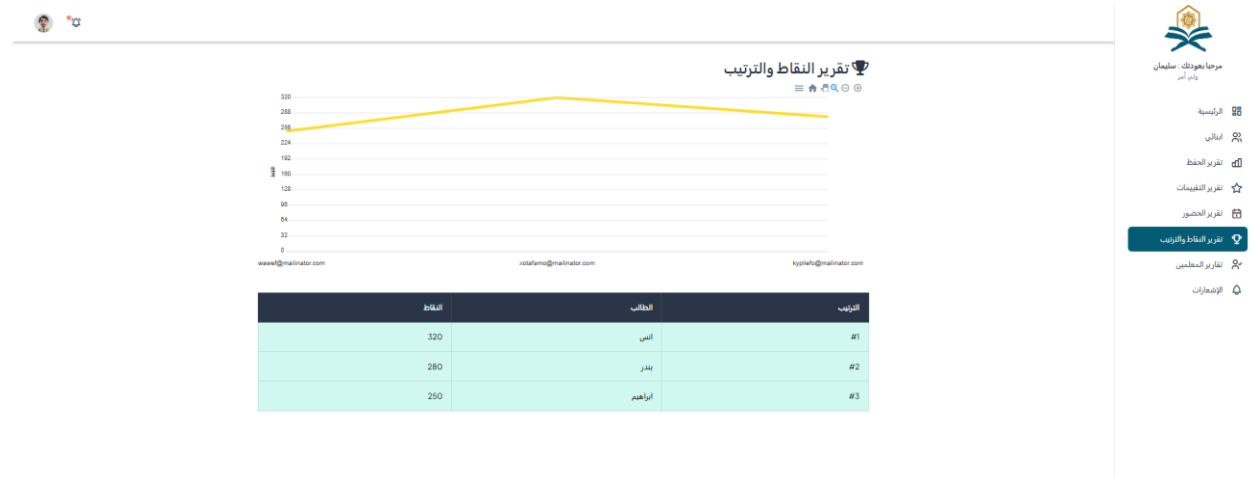 مرحبا بعودتك : سليمان
ولي أمر
الرئيسية
ابنائي
تقرير الحفظ
تقرير التقييمات
تقرير الحضور
تقرير النقاط والترتيب
تقارير المعلمين
الإشعارات
تقرير النقاط والترتيب
320
288
256
224
192
160
128
96
64
32
0
النقاط
wawef@mailinator.com xotafamo@mailinator.com kypilefo@mailinator.com
الترتيب الطالب النقاط
#1 انس 320
#2 بندر 280
#3 ابراهيم 250